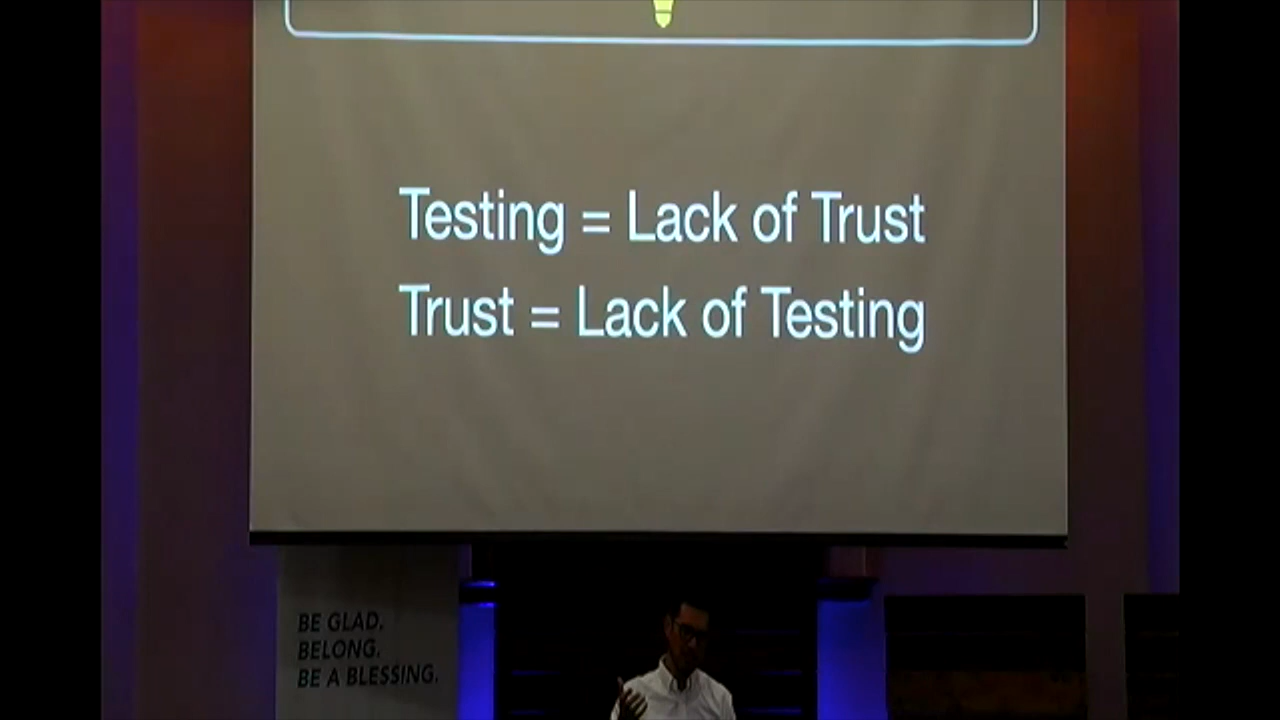 Testing = Lack of Trust
Trust = Lack of Testing
BE GLAD.
BELONG.
BE A BLESSING.